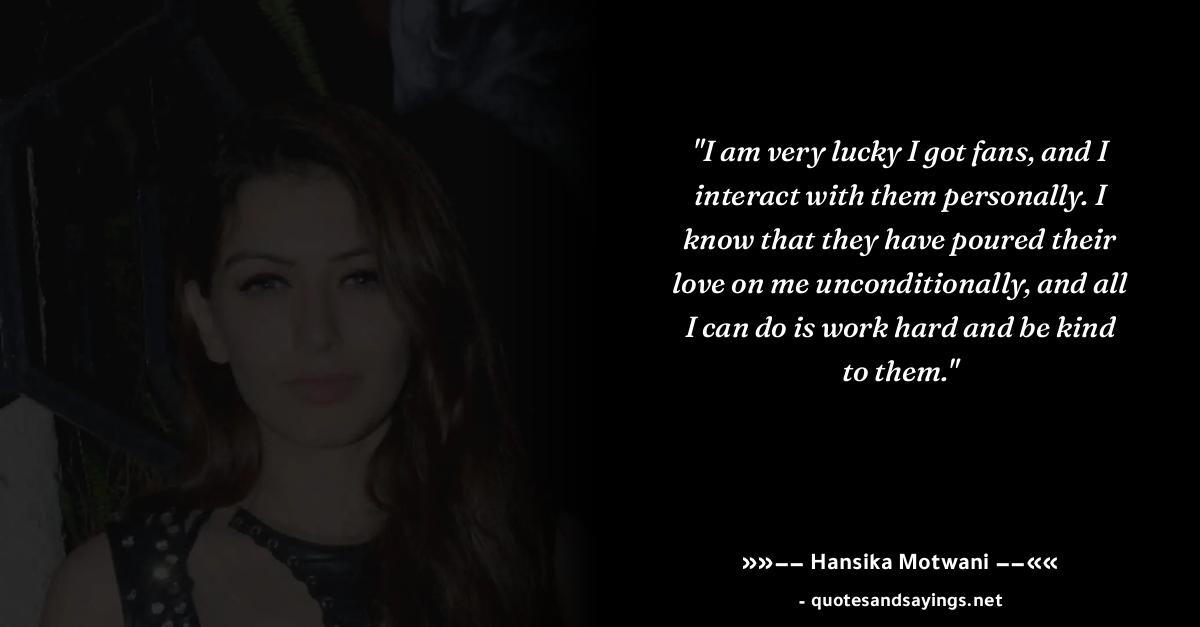 "I am very lucky I got fans, and I
interact with them personally. I
know that they have poured their
love on me unconditionally, and all
I can do is work hard and be kind
to them."
»»−− Hansika Motwani −−««
- quotesandsayings.net